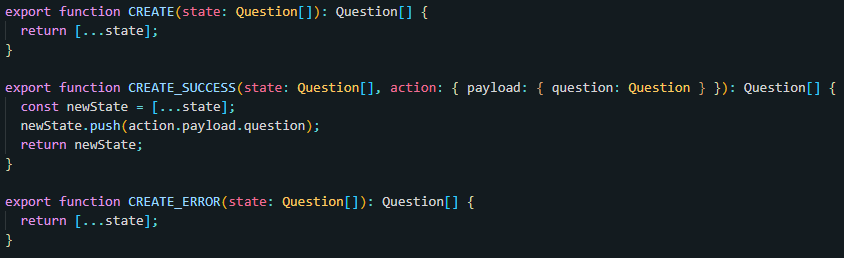 export function CREATE(state: Question[]): Question[] {
  return [...state];
}

export function CREATE_SUCCESS(state: Question[], action: { payload: { question: Question } }): Question[] {
  const newState = [...state];
  newState.push(action.payload.question);
  return newState;
}

export function CREATE_ERROR(state: Question[]): Question[] {
  return [...state];
}